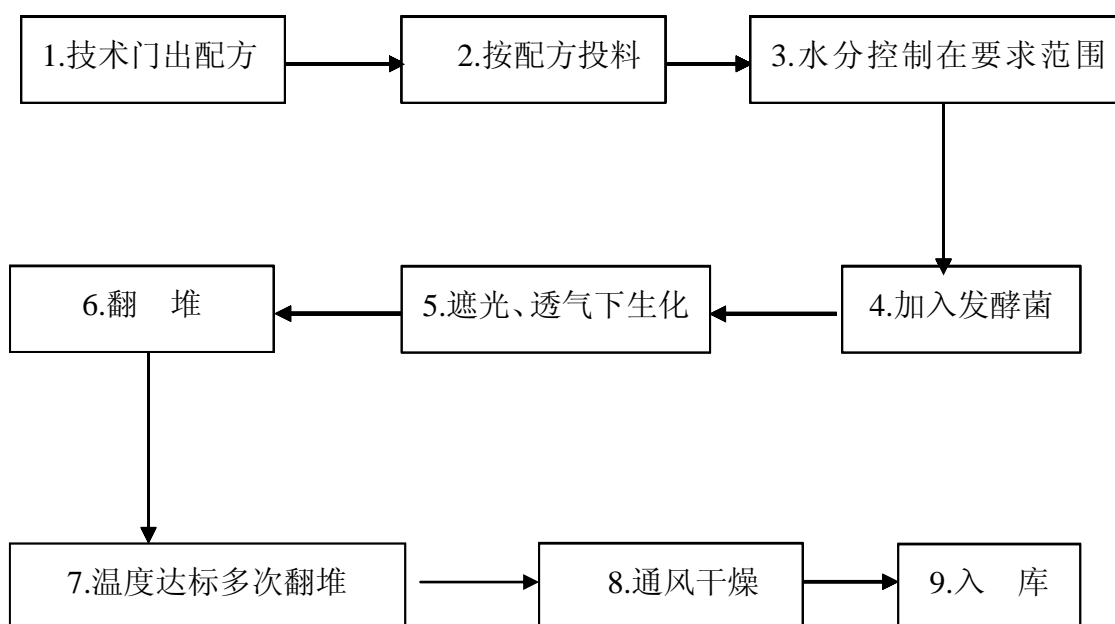 1.技术门出配方
2.按配方投料
3.水分控制在要求范围
4.加入发酵菌
5.遮光、透气下生化
6.翻 堆
7.温度达标多次翻堆
8.通风干燥
9.入 库